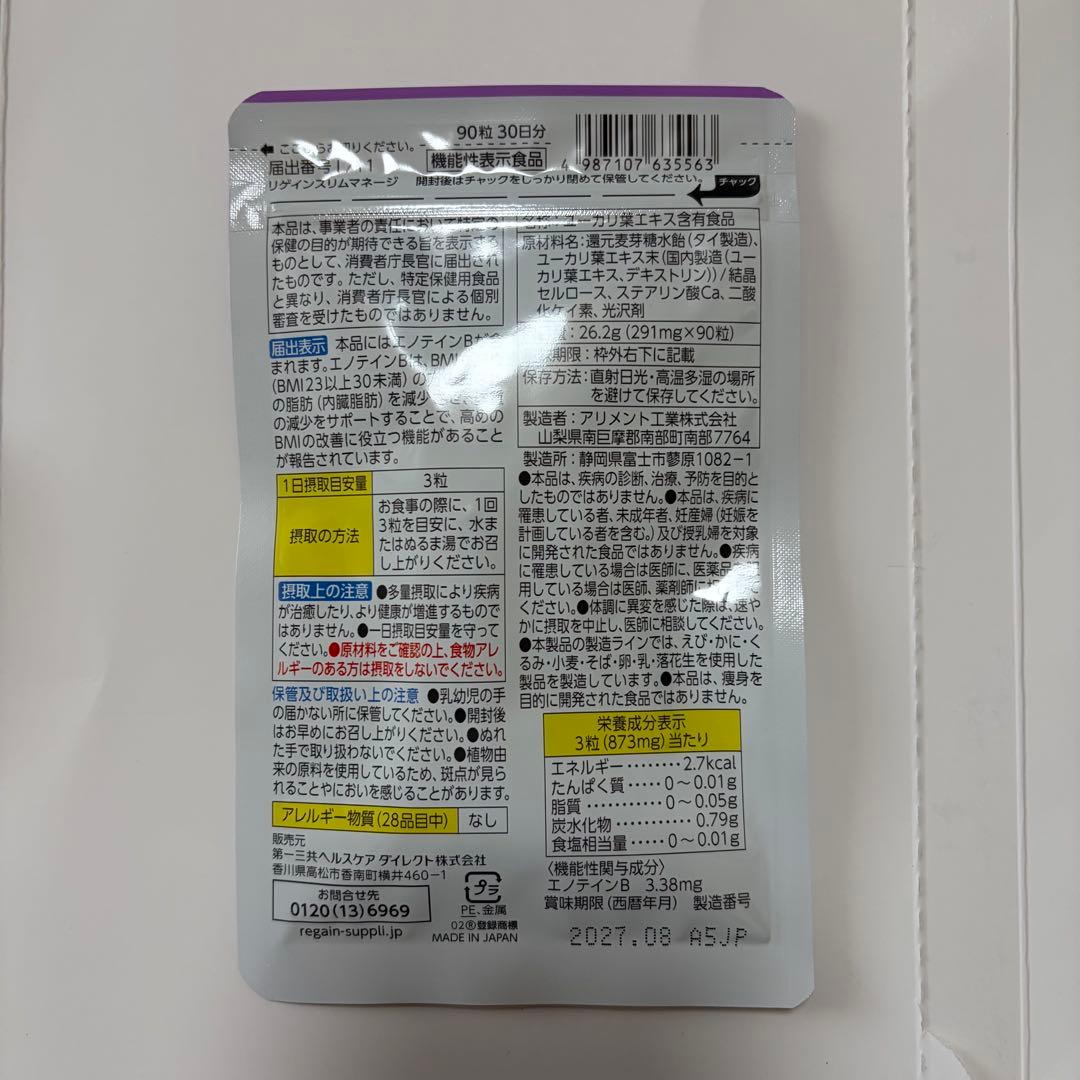 90粒 30日分
ください。
届出番号
機能性表示食品
987107 635563
リゲインスリムマネージ 開封後はチャックをしっかり閉めて保管してください。
チャック
本品は、事業者の責任において特定の
保健の目的が期待できる旨を表示する
ものとして、消費者庁長官に届出され
たものです。ただし、特定保健用食品
と異なり、消費者庁長官による個別
審査を受けたものではありません。
届出表示 本品にはエノテインBが含
まれます。エノテインBは、BMI
(BMI23以上30未満)の
の脂肪(内臓脂肪)を減少
の減少をサポートすることで、高めの
BMIの改善に役立つ機能があること
が報告されています。
1日摂取目安量 3粒
摂取の方法
お食事の際に、1回
3粒を目安に、水ま
たはぬるま湯でお召
し上がりください。
摂取上の注意 ●多量摂取により疾病
が治癒したり、より健康が増進するもので
はありません。●一日摂取目安量を守って
ください。●原材料をご確認の上、食物アレ
ルギーのある方は摂取をしないでください。
保管及び取扱い上の注意 ●乳幼児の手
の届かない所に保管してください。●開封後
はお早めにお召し上がりください。●ぬれ
た手で取り扱わないでください。●植物由
来の原料を使用しているため、斑点が見ら
れることやにおいを感じることがあります。
アレルギー物質(28品目中) なし
販売元
第一三共ヘルスケア ダイレクト株式会社
香川県高松市香南町横井460-1
お問合せ先
0120(13)6969
regain-suppli.jp
プラ
PE、金属
02®登録商標
MADE IN JAPAN
名称:ユーカリ葉エキス含有食品
原材料名:還元麦芽糖水飴(タイ製造)、
ユーカリ葉エキス末(国内製造(ユー
カリ葉エキス、デキストリン))/結晶
セルロース、ステアリン酸Ca、二酸
化ケイ素、光沢剤
量:26.2g(291mg×90粒)
期限:枠外右下に記載
保存方法:直射日光・高温多湿の場所
を避けて保存してください。
製造者:アリメント工業株式会社
山梨県南巨摩郡南部町南部7764
製造所:静岡県富士市蓼原1082-1
●本品は、疾病の診断、治療、予防を目的と
したものではありません。●本品は、疾病に
罹患している者、未成年者、妊産婦(妊娠を
計画している者を含む。)及び授乳婦を対象
に開発された食品ではありません。●疾病
に罹患している場合は医師に、医薬品
用している場合は医師、薬剤師に相
ください。●体調に異変を感じた際は、速や
かに摂取を中止し、医師に相談してください。
●本製品の製造ラインでは、えび・かに・く
るみ・小麦・そば・卵・乳・落花生を使用した
製品を製造しています。●本品は、痩身を
目的に開発された食品ではありません。
栄養成分表示
3粒(873mg)当たり
エネルギー‥‥‥‥2.7kcal
たんぱく質‥‥0〜0.01g
脂質‥‥‥‥‥0〜0.05g
炭水化物‥‥‥‥‥0.79g
食塩相当量‥‥0〜0.01g
〈機能性関与成分〉
エノテインB 3.38mg
賞味期限(西暦年月) 製造番号
2027.08 A5JP